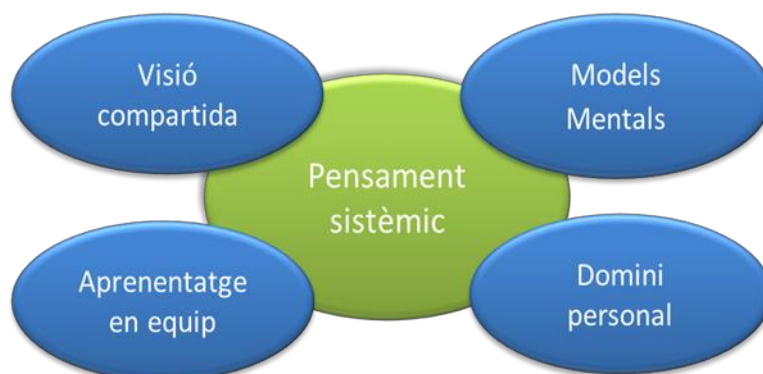 Visió
compartida
Models
Mentals
Pensament
sistèmic
Aprenentatge
en equip
Domini
personal